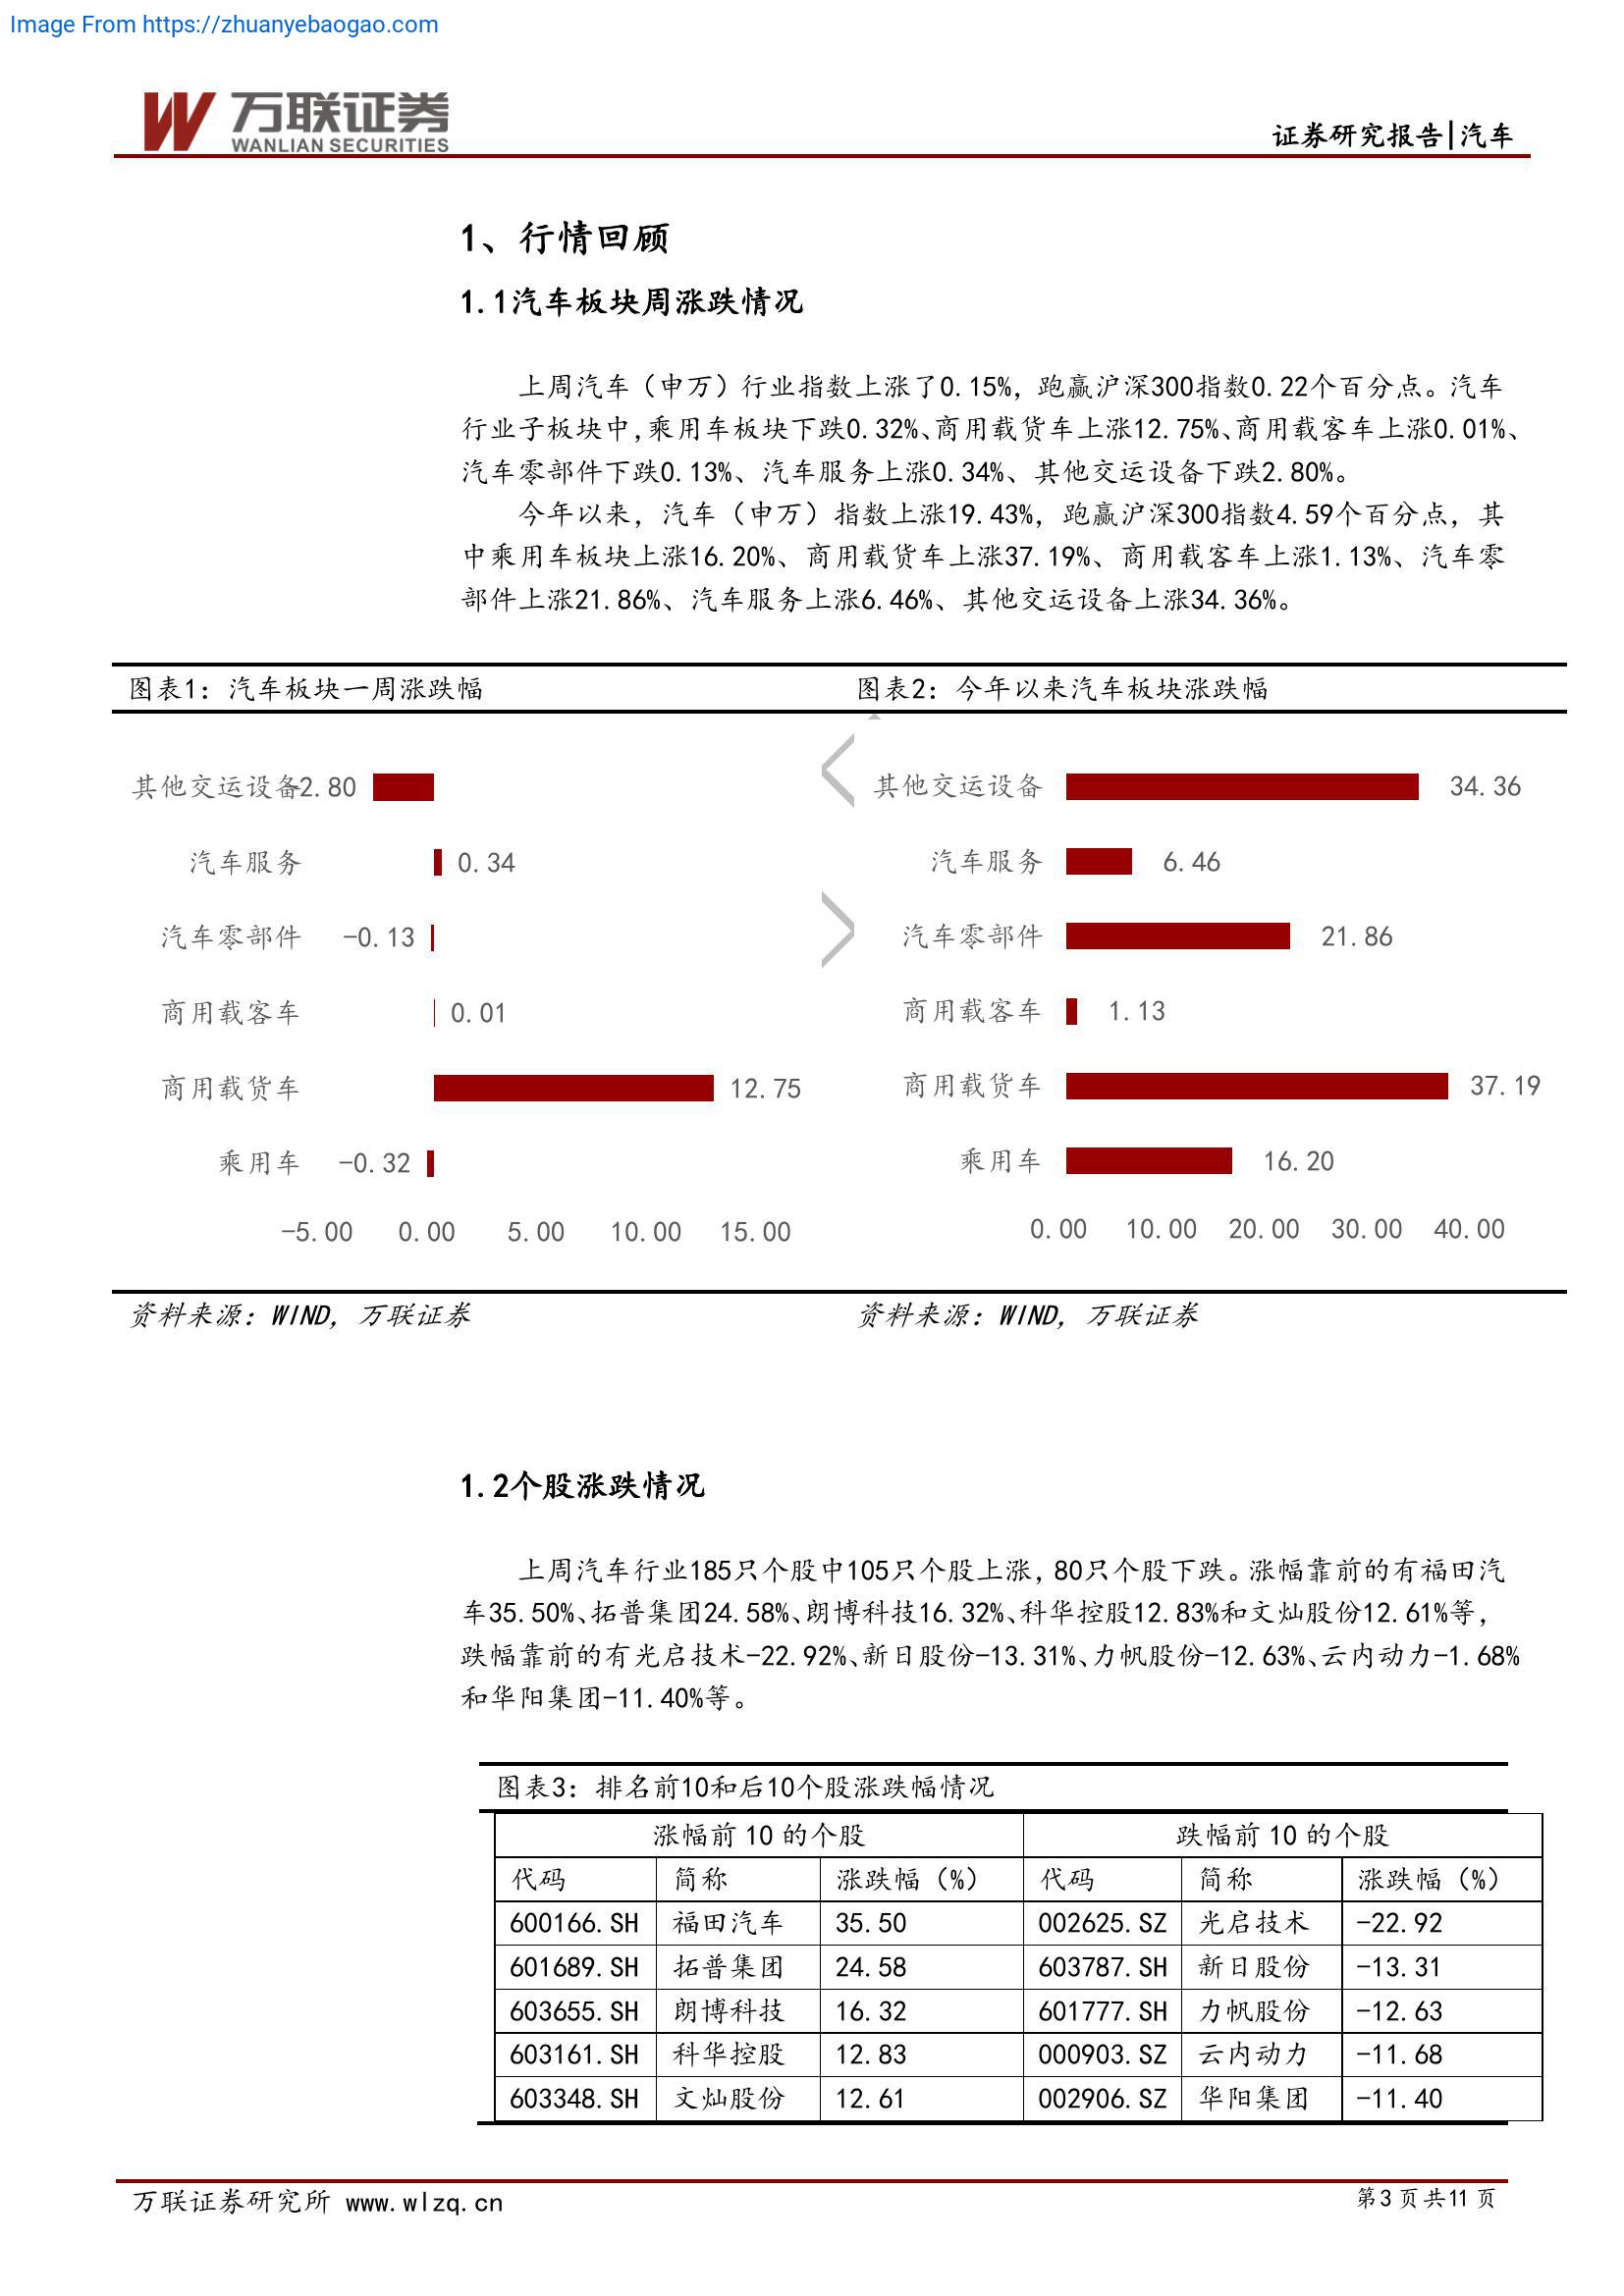 Image From https://zhuanyebaogao.com
万联证券
WANLIAN SECURITIES
证券研究报告|汽车
1、行情回顾
1.1汽车板块周涨跌情况
上周汽车（申万）行业指数上涨了0.15%，跑赢沪深300指数0.22个百分点。汽车
行业子板块中,乘用车板块下跌0.32%、商用载货车上涨12.75%、商用载客车上涨0.01%、
汽车零部件下跌0.13%、汽车服务上涨0.34%、其他交运设备下跌2.80%。
今年以来，汽车（申万）指数上涨19.43%，跑赢沪深300指数4.59个百分点，其
中乘用车板块上涨16.20%、商用载货车上涨37.19%、商用载客车上涨1.13%、汽车零
部件上涨21.86%、汽车服务上涨6.46%、其他交运设备上涨34.36%。
图表1：汽车板块一周涨跌幅
其他交运设备 -2.80
汽车服务 0.34
汽车零部件 -0.13
商用载客车 0.01
商用载货车 12.75
乘用车 -0.32
-5.00 0.00 5.00 10.00 15.00
资料来源：WIND，万联证券
图表2：今年以来汽车板块涨跌幅
其他交运设备 34.36
汽车服务 6.46
汽车零部件 21.86
商用载客车 1.13
商用载货车 37.19
乘用车 16.20
0.00 10.00 20.00 30.00 40.00
资料来源：WIND，万联证券
1.2个股涨跌情况
上周汽车行业185只个股中105只个股上涨，80只个股下跌。涨幅靠前的有福田汽
车35.50%、拓普集团24.58%、朗博科技16.32%、科华控股12.83%和文灿股份12.61%等，
跌幅靠前的有光启技术-22.92%、新日股份-13.31%、力帆股份-12.63%、云内动力-1.68%
和华阳集团-11.40%等。
图表3：排名前10和后10个股涨跌幅情况
涨幅前 10 的个股 跌幅前 10 的个股
代码 简称 涨跌幅（%） 代码 简称 涨跌幅（%）
600166.SH 福田汽车 35.50 002625.SZ 光启技术 -22.92
601689.SH 拓普集团 24.58 603787.SH 新日股份 -13.31
603655.SH 朗博科技 16.32 601777.SH 力帆股份 -12.63
603161.SH 科华控股 12.83 000903.SZ 云内动力 -11.68
603348.SH 文灿股份 12.61 002906.SZ 华阳集团 -11.40
万联证券研究所 www.wlzq.cn
第3 页 共11 页